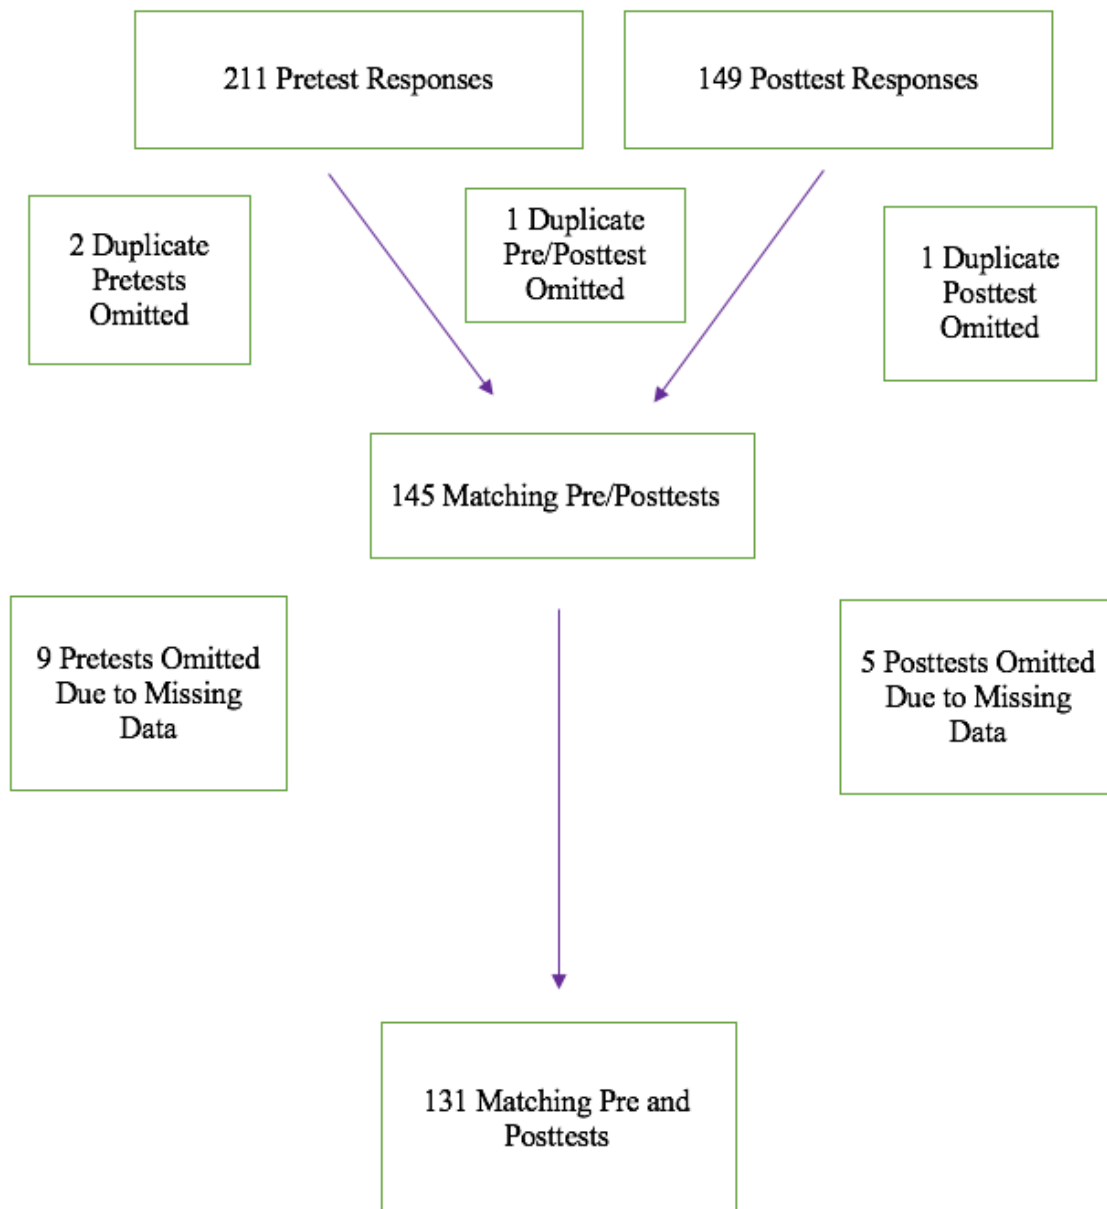 211 Pretest Responses
149 Posttest Responses
2 Duplicate
Pretests
Omitted
1 Duplicate
Pre/Posttest
Omitted
1 Duplicate
Posttest
Omitted
145 Matching Pre/Posttests
9 Pretests Omitted
Due to Missing
Data
5 Posttests Omitted
Due to Missing
Data
131 Matching Pre and
Posttests